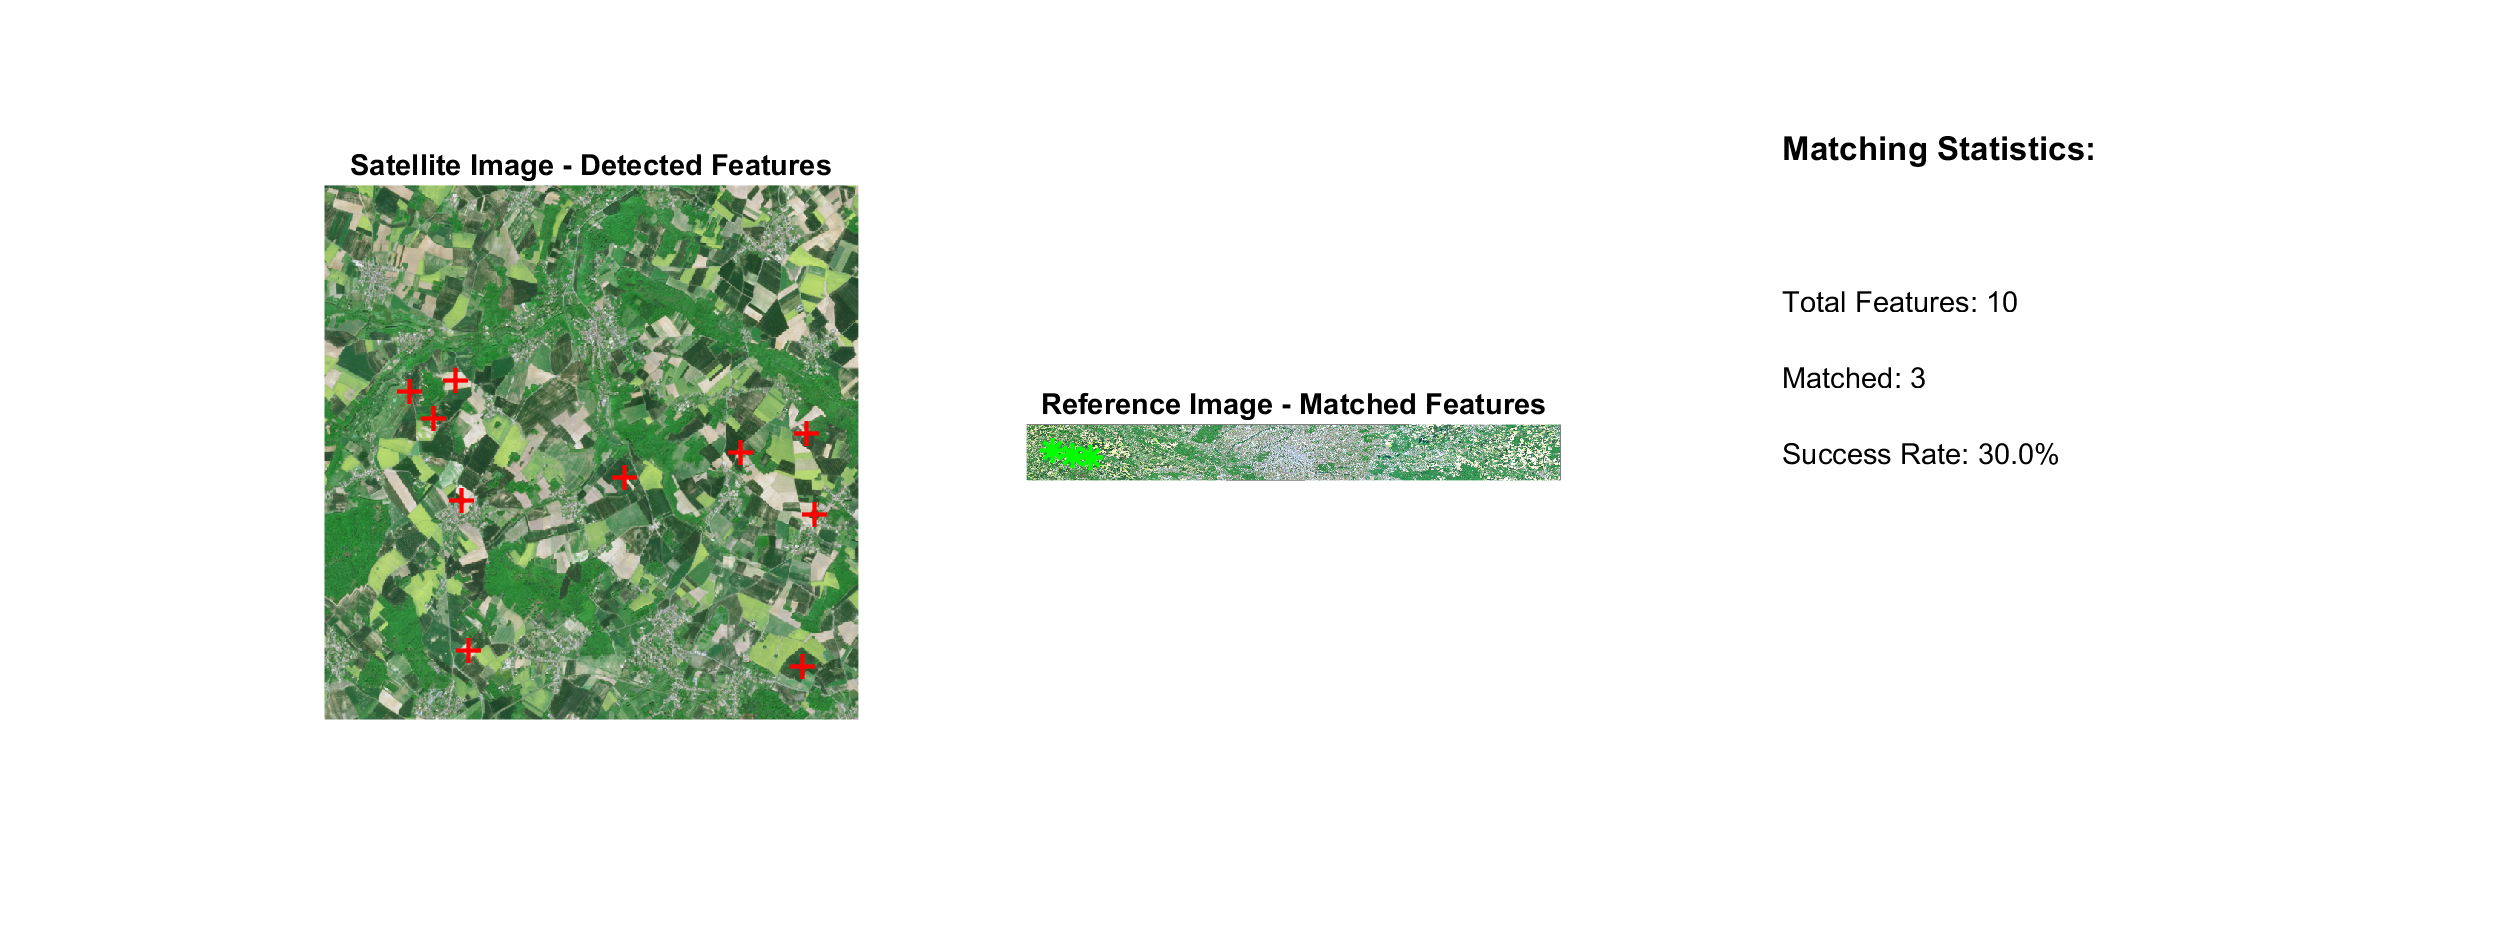 Satellite Image - Detected Features
Reference Image - Matched Features
Matching Statistics:
Total Features: 10
Matched: 3
Success Rate: 30.0%